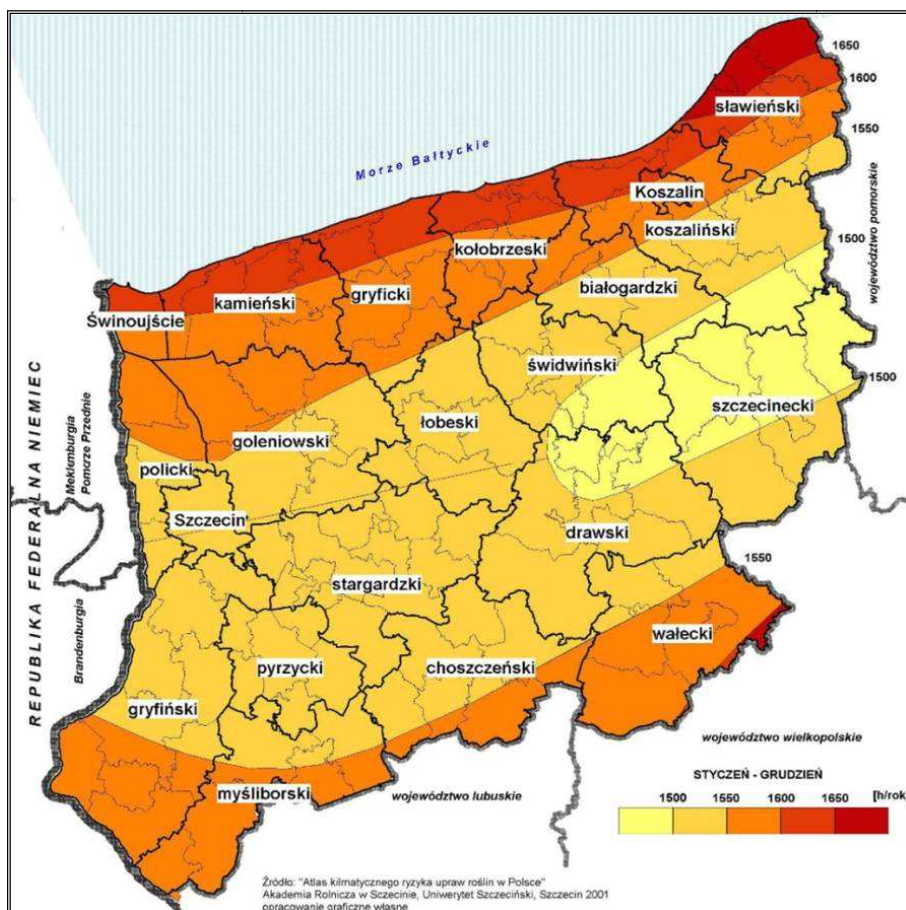 1650
1600
sławieński
1550
Morze Bałtyckie
Koszalin
koszaliński
województwo pomorskie
kołobrzeski
1500
białogardzki
gryficki
kamieński
Świnoujście
świdwiński
1500
szczecinecki
łobeski
goleniowski
REPUBLIKA FEDERALNA NIEMIEC
Meklemburgia
Pomorze Przednie
policki
Szczecin
drawski
1550
stargardzki
Brandenburgia
wałecki
pyrzycki
choszczeński
gryfiński
województwo wielkopolskie
STYCZEŃ - GRUDZIEŃ
myśliborski
województwo lubuskie
1500 1550 1600 1650 [h/rok]
Źródło: "Atlas kilmatycznego ryzyka upraw roślin w Polsce"
Akademia Rolnicza w Szczecinie, Uniwerytet Szczeciński, Szczecin 2001
opracowanie graficzne własne